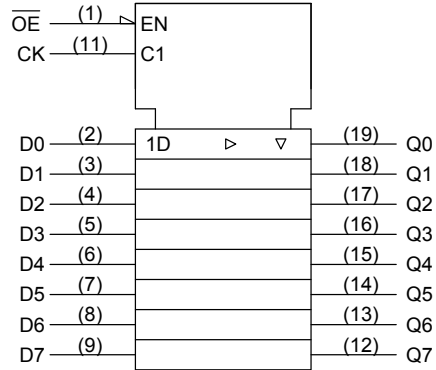 O̅E̅ (1) EN
CK (11) C1
D0 (2) 1D (19) Q0
D1 (3) (18) Q1
D2 (4) (17) Q2
D3 (5) (16) Q3
D4 (6) (15) Q4
D5 (7) (14) Q5
D6 (8) (13) Q6
D7 (9) (12) Q7